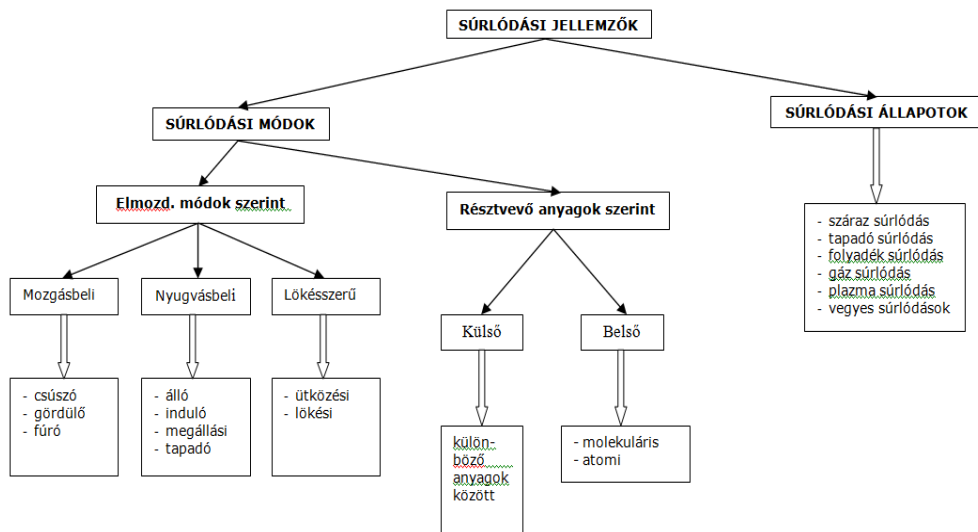 SÚRLÓDÁSI JELLEMZŐK
SÚRLÓDÁSI MÓDOK
SÚRLÓDÁSI ÁLLAPOTOK
Elmozd. módok szerint
Résztvevő anyagok szerint
- száraz súrlódás
- tapadó súrlódás
- folyadék súrlódás
- gáz súrlódás
- plazma súrlódás
- vegyes súrlódások
Mozgásbeli
Nyugvásbeli
Lökésszerű
Külső
Belső
- csúszó
- gördülő
- fúró
- álló
- induló
- megállási
- tapadó
- ütközési
- lökési
külön-
böző
anyagok
között
- molekuláris
- atomi